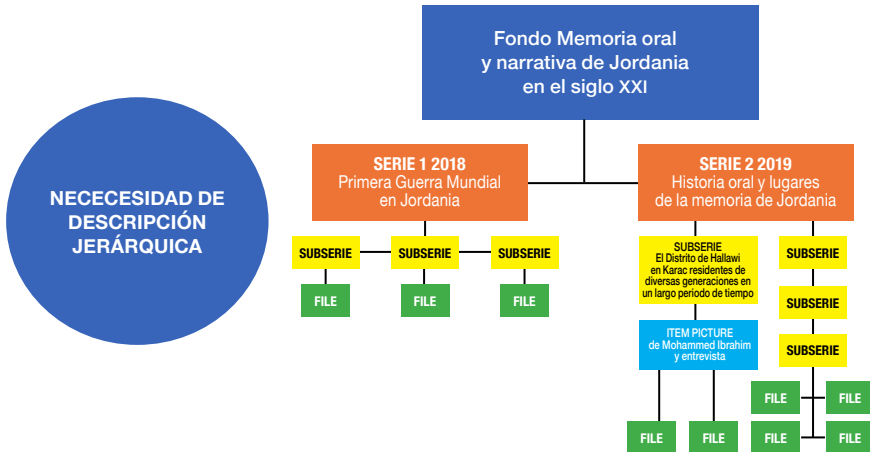 Fondo Memoria oral
y narrativa de Jordania
en el siglo XXI
NECECESIDAD DE
DESCRIPCIÓN
JERÁRQUICA
SERIE 1 2018
Primera Guerra Mundial
en Jordania
SERIE 2 2019
Historia oral y lugares
de la memoria de Jordania
SUBSERIE
SUBSERIE
SUBSERIE
FILE
FILE
FILE
SUBSERIE
El Distrito de Hallawi
en Karac residentes de
diversas generaciones en
un largo periodo de tiempo
ITEM PICTURE
de Mohammed Ibrahim
y entrevista
FILE
FILE
SUBSERIE
SUBSERIE
SUBSERIE
FILE
FILE
FILE
FILE